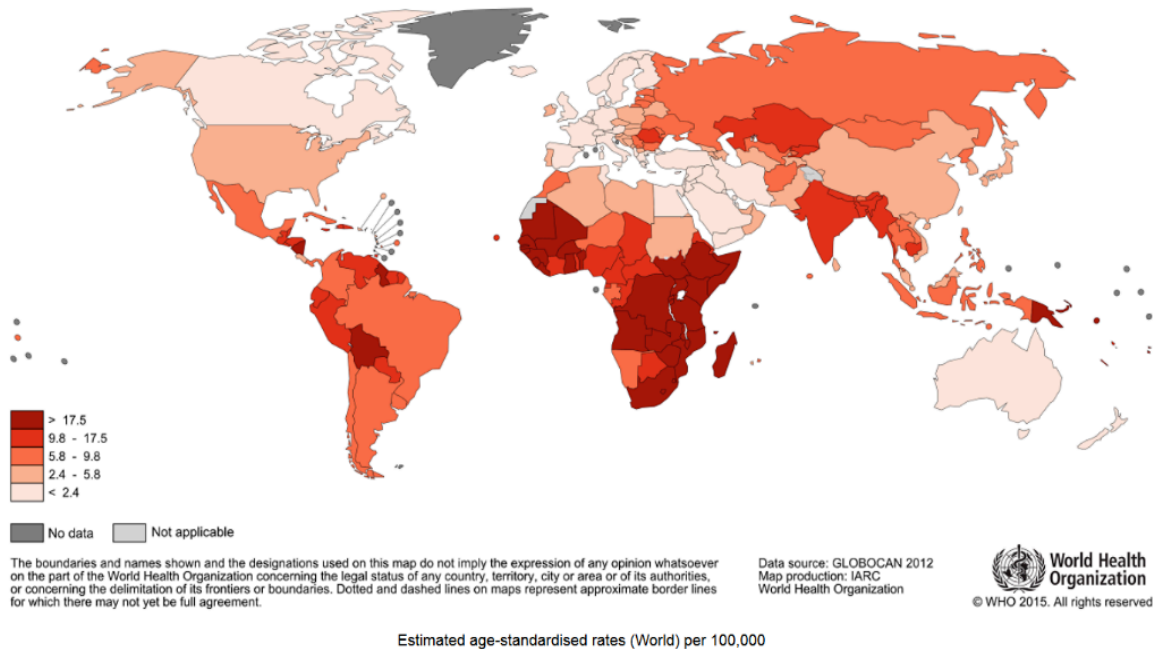 > 17.5
9.8 - 17.5
5.8 - 9.8
2.4 - 5.8
< 2.4
No data
Not applicable
The boundaries and names shown and the designations used on this map do not imply the expression of any opinion whatsoever
on the part of the World Health Organization concerning the legal status of any country, territory, city or area or of its authorities,
or concerning the delimitation of its frontiers or boundaries. Dotted and dashed lines on maps represent approximate border lines
for which there may not yet be full agreement.
Data source: GLOBOCAN 2012
Map production: IARC
World Health Organization
World Health
Organization
© WHO 2015. All rights reserved
Estimated age-standardised rates (World) per 100,000